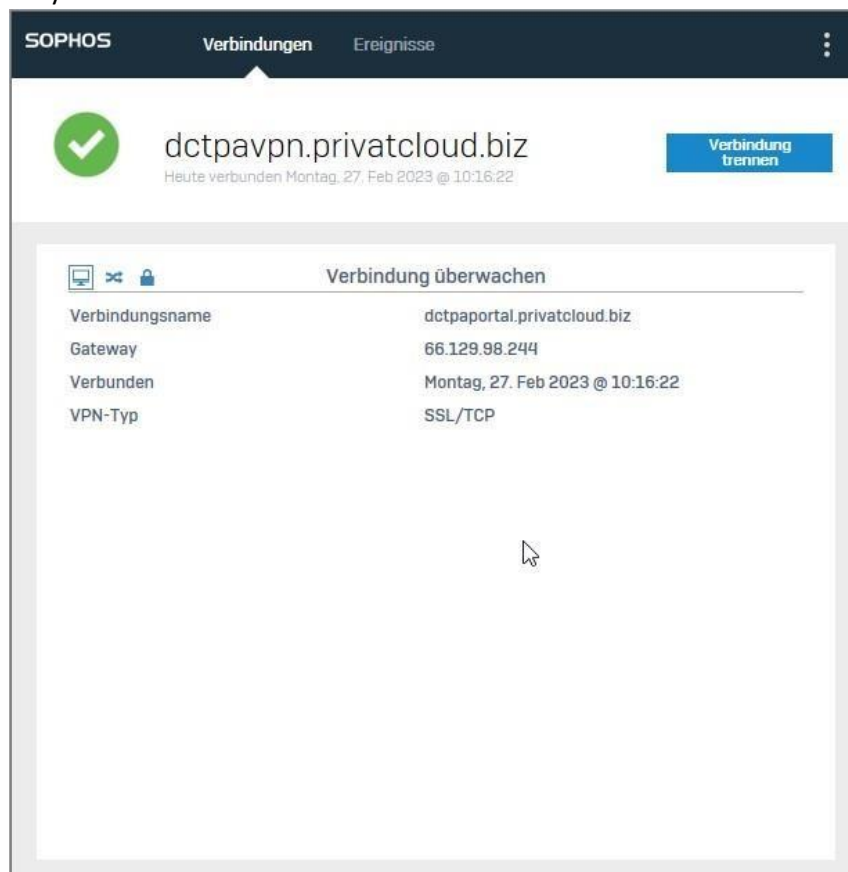 SOPHOS Verbindungen Ereignisse
dctpavpn.privatcloud.biz
Heute verbunden Montag, 27. Feb 2023 @ 10:16:22
Verbindung
trennen
Verbindung überwachen
Verbindungsname dctpaportal.privatcloud.biz
Gateway 66.129.98.244
Verbunden Montag, 27. Feb 2023 @ 10:16:22
VPN-Typ SSL/TCP